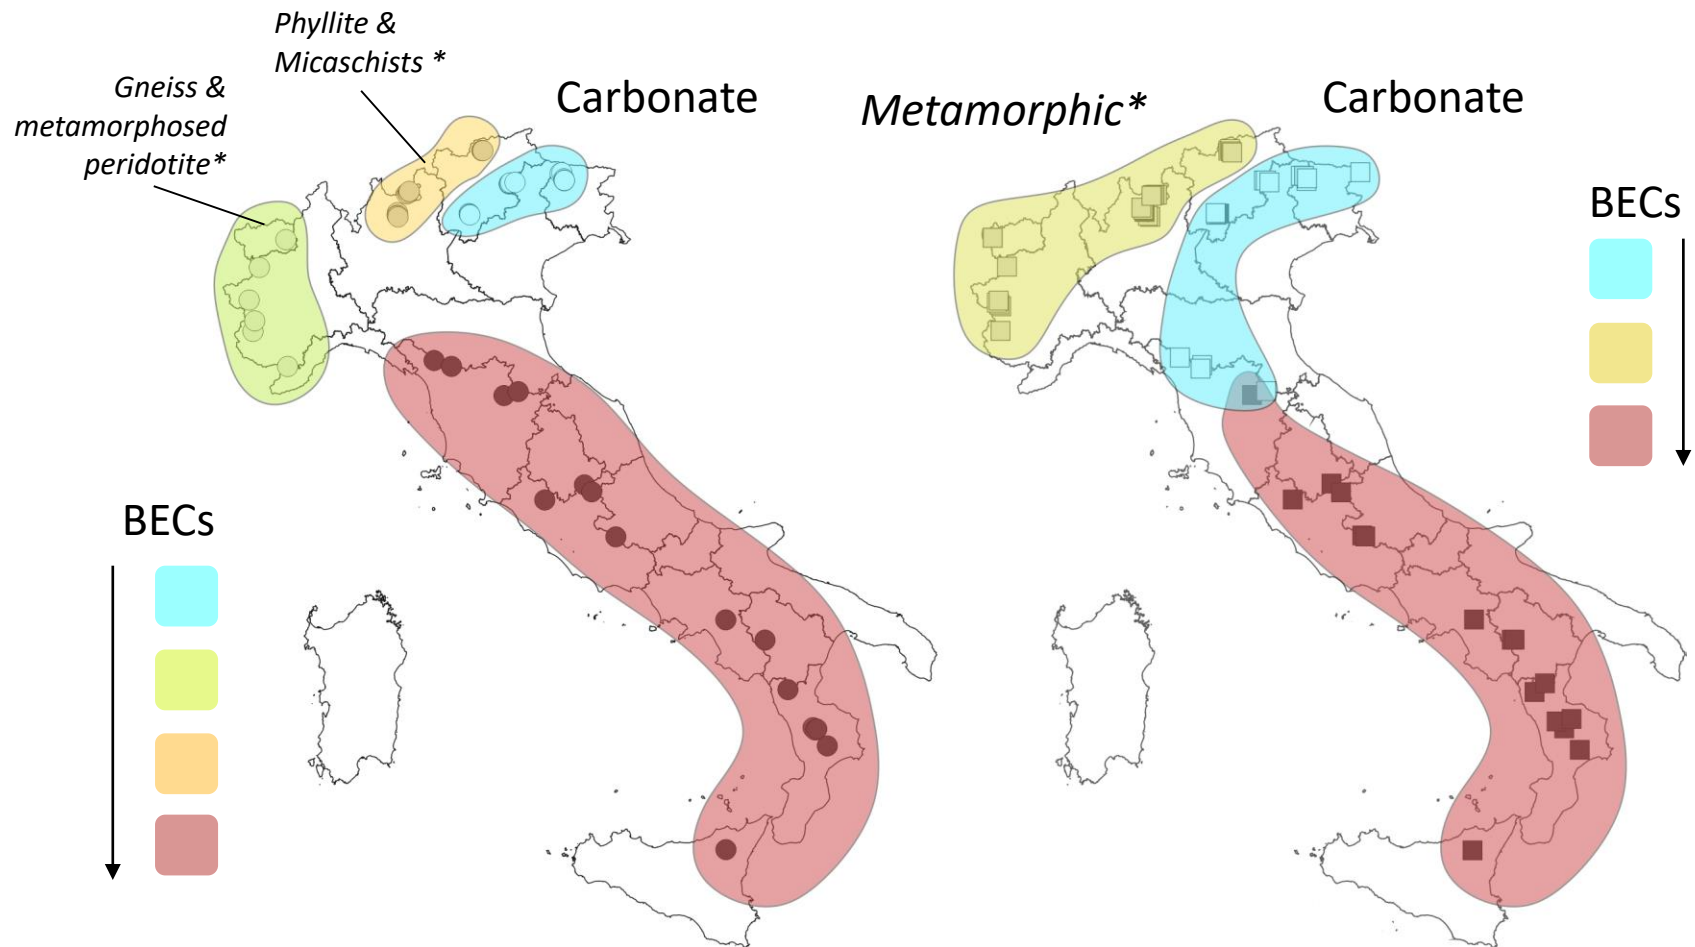 Phyllite &
Micaschists *
Gneiss &
metamorphosed
peridotite*
Carbonate
BECs
Metamorphic*
Carbonate
BECs